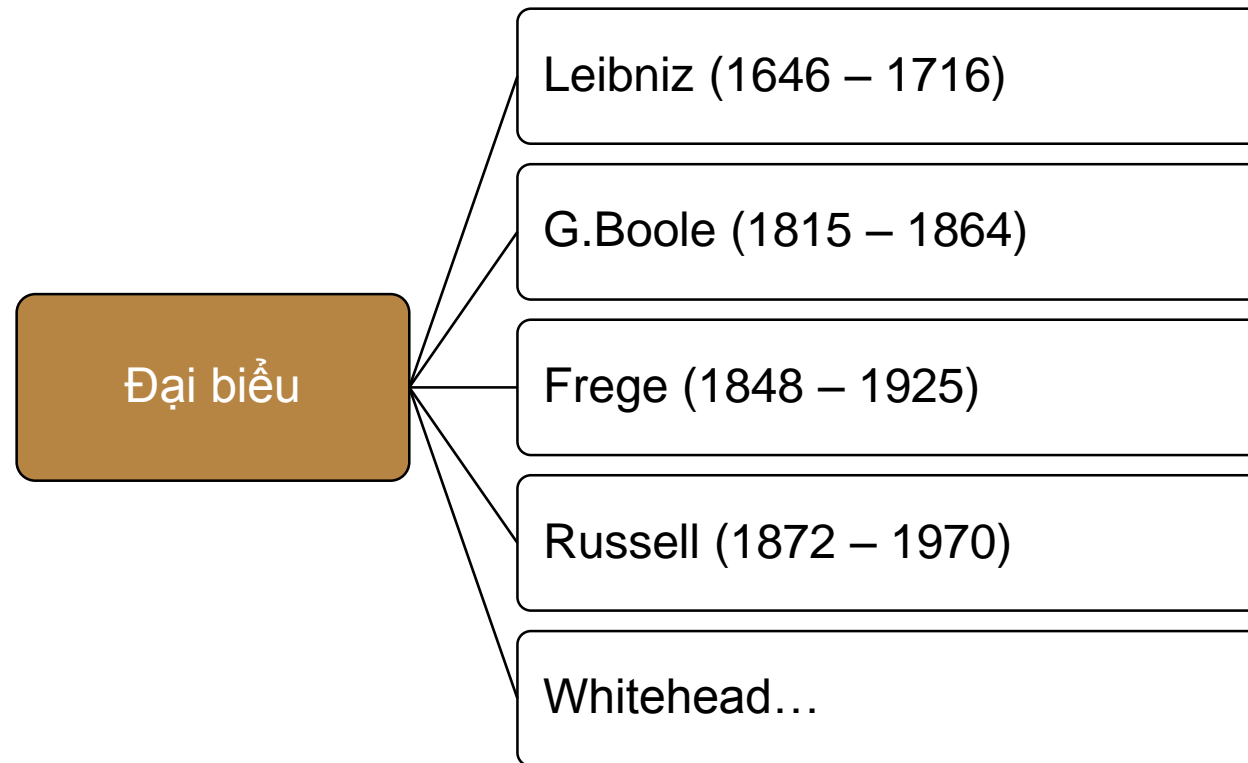 Leibniz (1646 – 1716)
G.Boole (1815 – 1864)
Đại biểu
Frege (1848 – 1925)
Russell (1872 – 1970)
Whitehead…